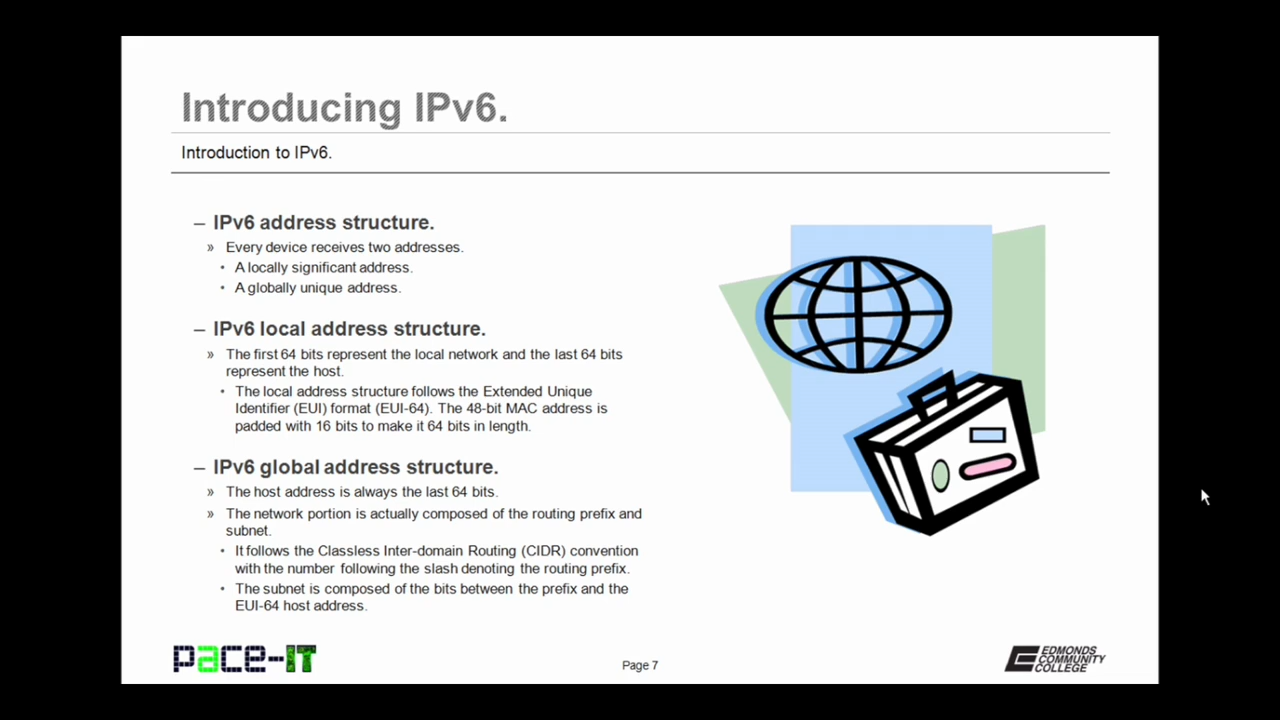 Introducing IPv6.
Introduction to IPv6.
– IPv6 address structure.
» Every device receives two addresses.
• A locally significant address.
• A globally unique address.
– IPv6 local address structure.
» The first 64 bits represent the local network and the last 64 bits
represent the host.
• The local address structure follows the Extended Unique
Identifier (EUI) format (EUI-64). The 48-bit MAC address is
padded with 16 bits to make it 64 bits in length.
– IPv6 global address structure.
» The host address is always the last 64 bits.
» The network portion is actually composed of the routing prefix and
subnet.
• It follows the Classless Inter-domain Routing (CIDR) convention
with the number following the slash denoting the routing prefix.
• The subnet is composed of the bits between the prefix and the
EUI-64 host address.
pace-IT
Page 7
EDMONDS
COMMUNITY
COLLEGE